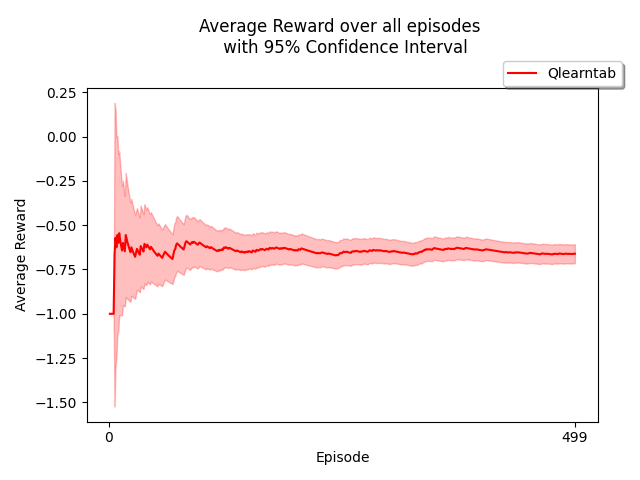 Average Reward over all episodes
with 95% Confidence Interval
Qlearntab
0.25
0.00
−0.25
−0.50
−0.75
−1.00
−1.25
−1.50
Average Reward
0
499
Episode